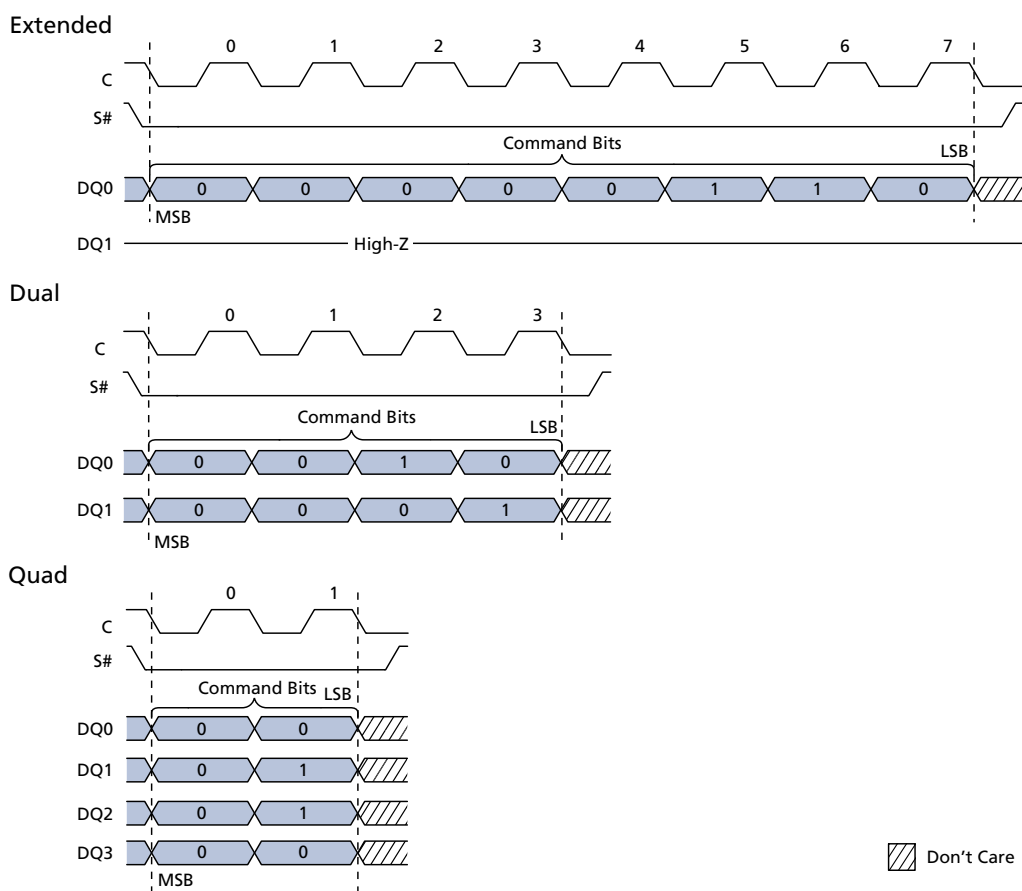 Extended
0 1 2 3 4 5 6 7
C
S#
Command Bits
LSB
DQ0 0 0 0 0 0 1 1 0
MSB
DQ1 High-Z
Dual
0 1 2 3
C
S#
Command Bits
LSB
DQ0 0 0 1 0
DQ1 0 0 0 1
MSB
Quad
0 1
C
S#
Command Bits LSB
DQ0 0 0
DQ1 0 1
DQ2 0 1
DQ3 0 0
MSB
Don't Care